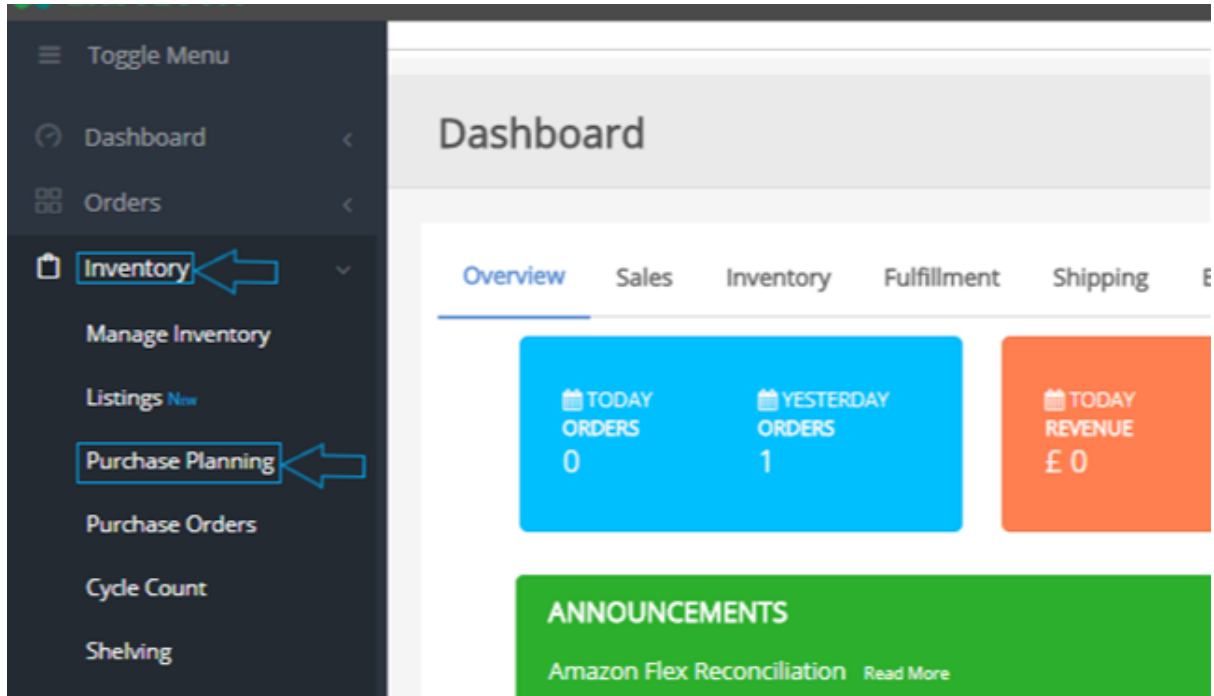 Toggle Menu
Dashboard
Orders
Inventory
Manage Inventory
Listings New
Purchase Planning
Purchase Orders
Cycle Count
Shelving
Dashboard
Overview Sales Inventory Fulfillment Shipping
TODAY YESTERDAY
ORDERS ORDERS
0 1
TODAY
REVENUE
£ 0
ANNOUNCEMENTS
Amazon Flex Reconciliation Read More